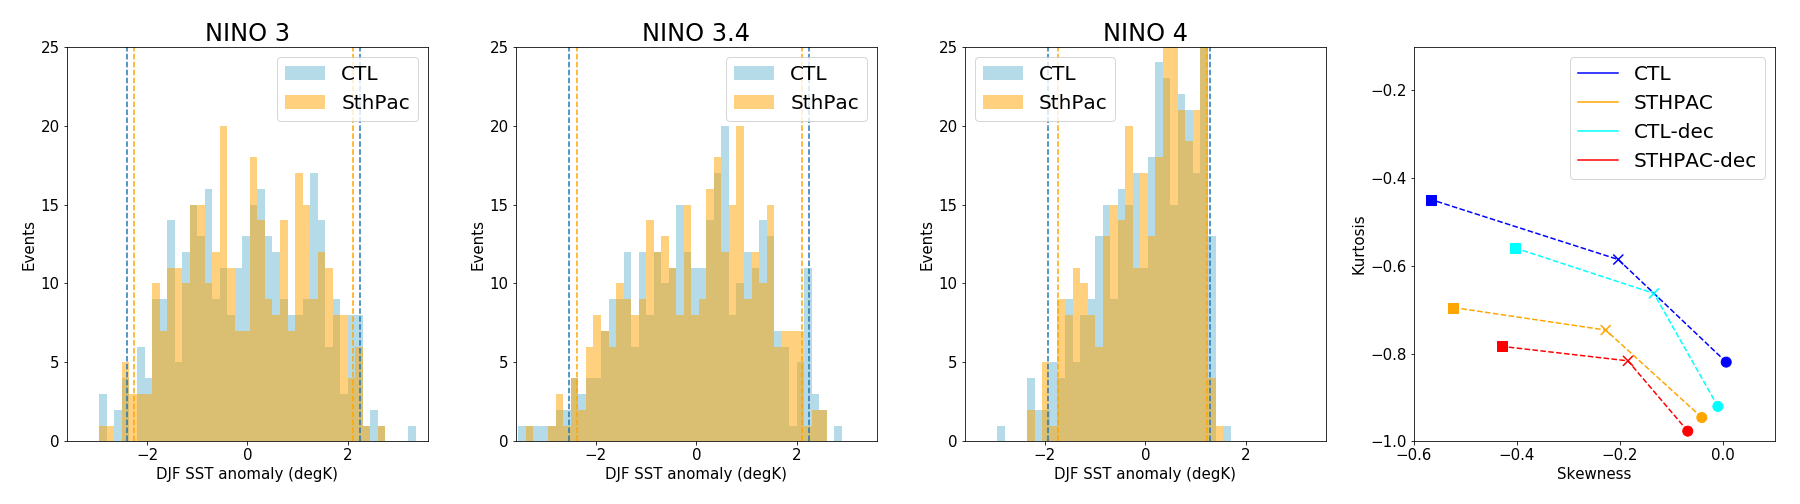 NINO 3
25
20
15
10
5
0
Events
−2
0
2
DJF SST anomaly (degK)
CTL
SthPac
NINO 3.4
25
20
15
10
5
0
Events
−2
0
2
DJF SST anomaly (degK)
CTL
SthPac
NINO 4
25
20
15
10
5
0
Events
−2
0
2
DJF SST anomaly (degK)
CTL
SthPac
−0.2
−0.4
−0.6
−0.8
−1.0
Kurtosis
−0.6
−0.4
−0.2
0.0
Skewness
CTL
STHPAC
CTL-dec
STHPAC-dec